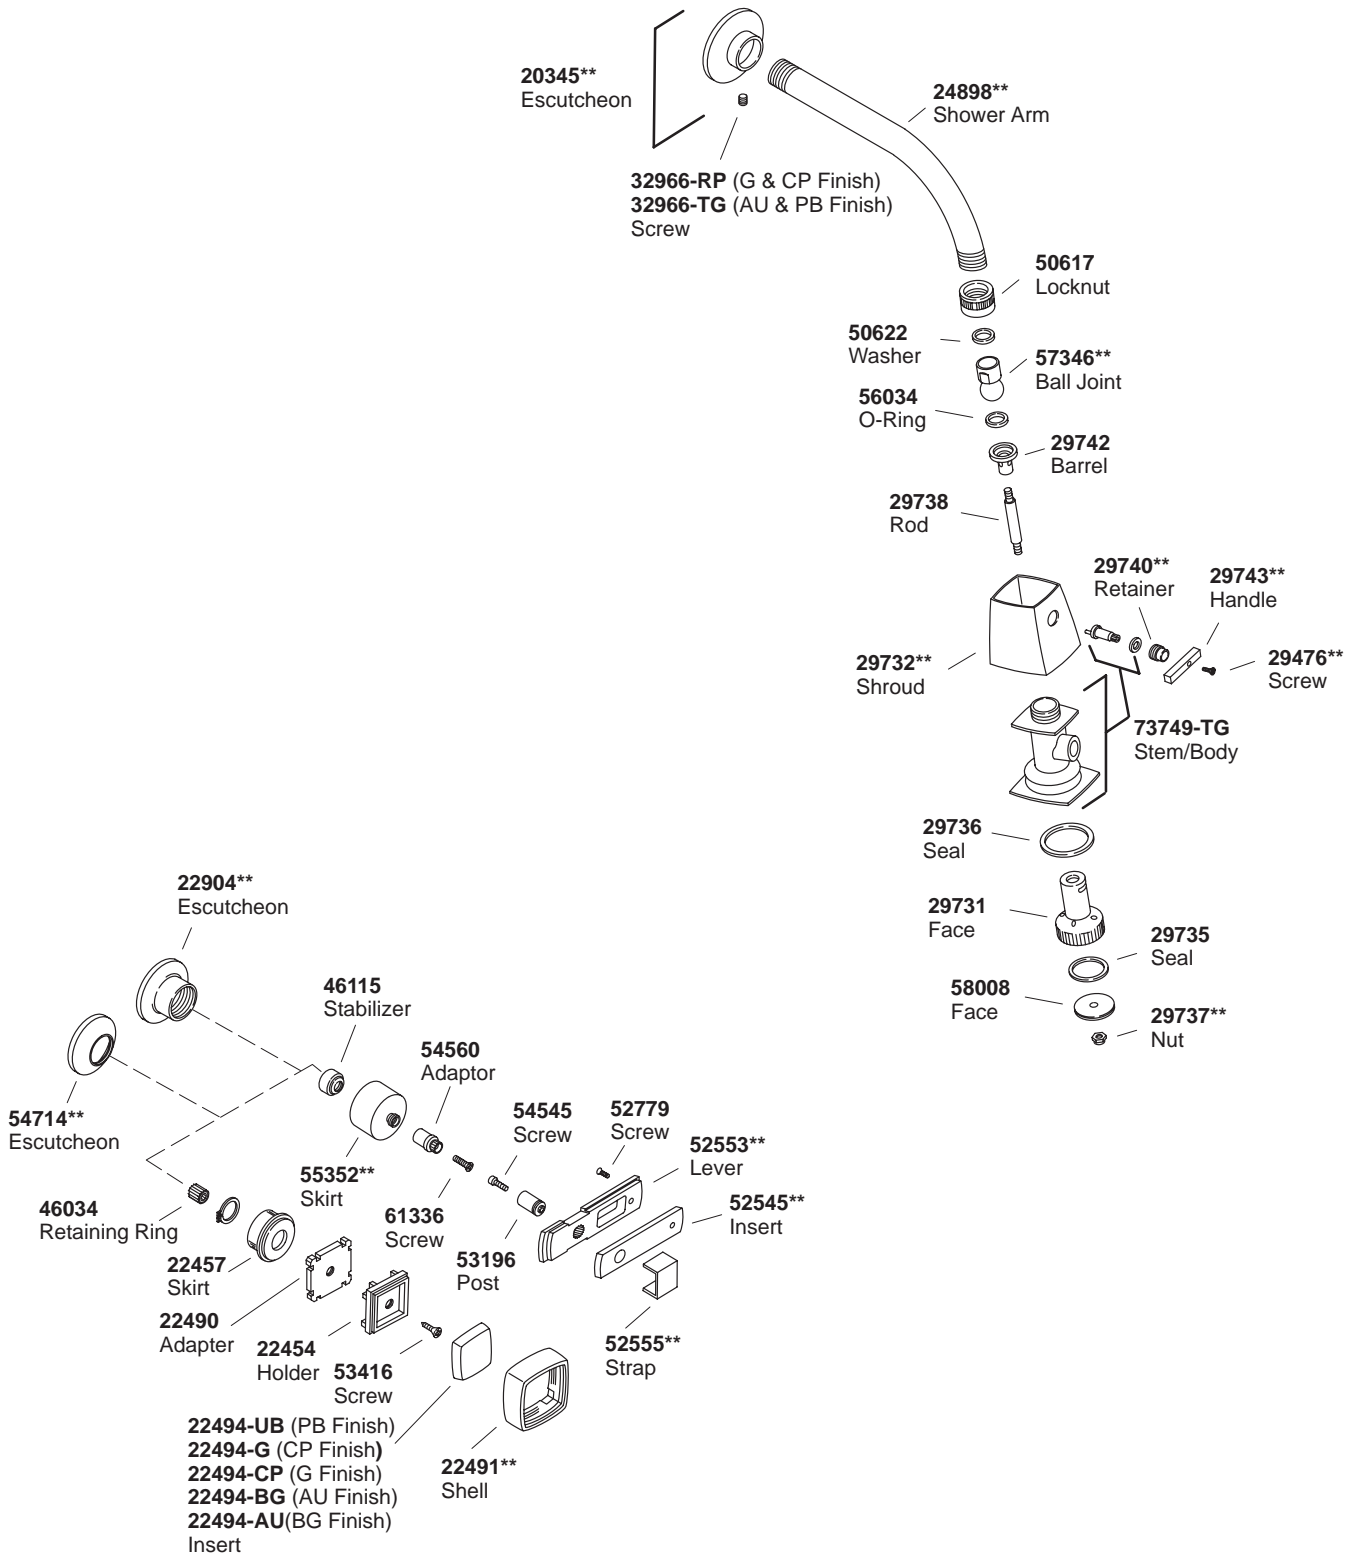 20345**
Escutcheon
24898**
Shower Arm
32966-RP (G & CP Finish)
32966-TG (AU & PB Finish)
Screw
50617
Locknut
50622
Washer
57346**
Ball Joint
56034
O-Ring
29742
Barrel
29738
Rod
29740**
Retainer
29743**
Handle
29732**
Shroud
29476**
Screw
73749-TG
Stem/Body
29736
Seal
29731
Face
29735
Seal
58008
Face
29737**
Nut
22904**
Escutcheon
46115
Stabilizer
54560
Adaptor
54714**
Escutcheon
54545
Screw
52779
Screw
52553**
Lever
55352**
Skirt
46034
Retaining Ring
61336
Screw
52545**
Insert
53196
Post
22457
Skirt
22490
Adapter
22454
Holder
53416
Screw
52555**
Strap
22494-UB (PB Finish)
22494-G (CP Finish)
22494-CP (G Finish)
22494-BG (AU Finish)
22494-AU(BG Finish)
Insert
22491**
Shell